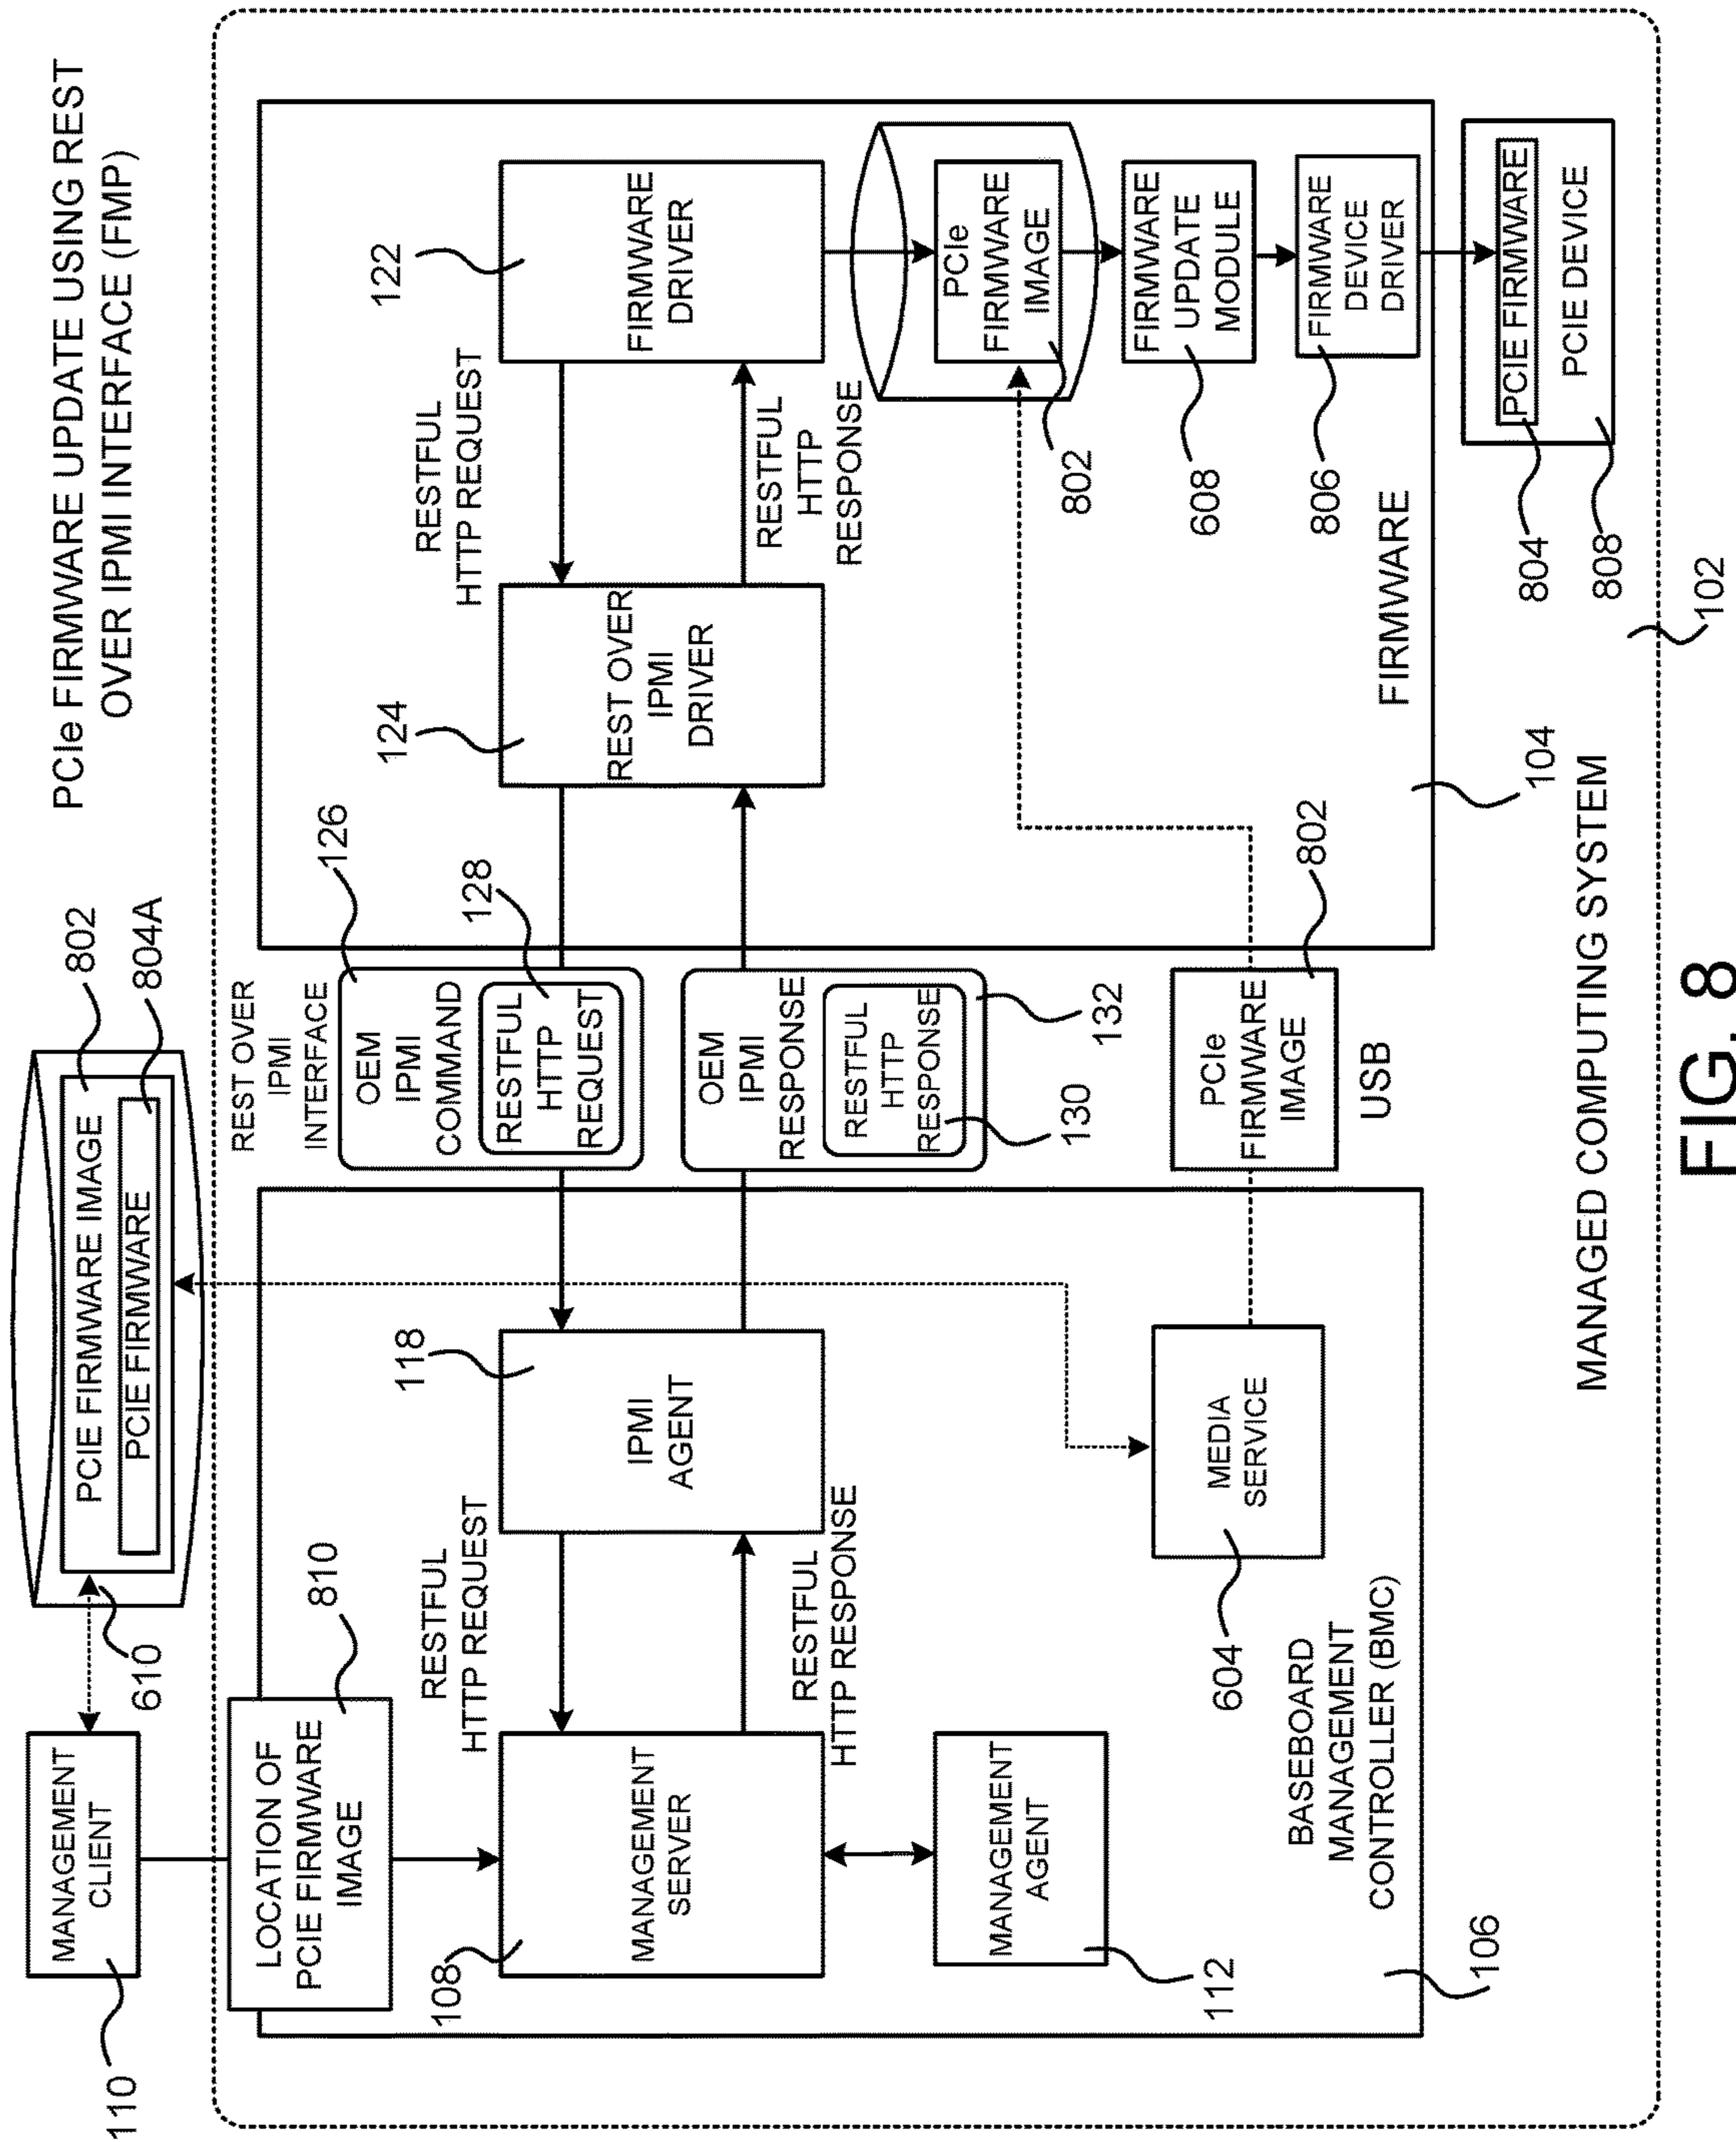 PCIe FIRMWARE UPDATE USING REST
OVER IPMI INTERFACE (FMP)
110
MANAGEMENT
CLIENT
610
PCIE FIRMWARE IMAGE
PCIE FIRMWARE
802
804A
LOCATION OF
PCIE FIRMWARE
IMAGE
810
REST OVER
IPMI
INTERFACE
126
OEM
IPMI
COMMAND
128
RESTFUL
HTTP
REQUEST
108
MANAGEMENT
SERVER
RESTFUL
HTTP REQUEST
RESTFUL
HTTP RESPONSE
118
IPMI
AGENT
OEM
IPMI
RESPONSE
RESTFUL
HTTP
RESPONSE
130
132
124
REST OVER
IPMI
DRIVER
RESTFUL
HTTP REQUEST
RESTFUL
HTTP
RESPONSE
122
FIRMWARE
DRIVER
MANAGEMENT
AGENT
112
604
MEDIA
SERVICE
PCIe
FIRMWARE
IMAGE
802
USB
PCIe
FIRMWARE
IMAGE
802
FIRMWARE
UPDATE
MODULE
608
FIRMWARE
DEVICE
DRIVER
806
BASEBOARD
MANAGEMENT
CONTROLLER (BMC)
106
FIRMWARE
104
PCIE FIRMWARE
PCIE DEVICE
804
808
MANAGED COMPUTING SYSTEM
102
FIG. 8